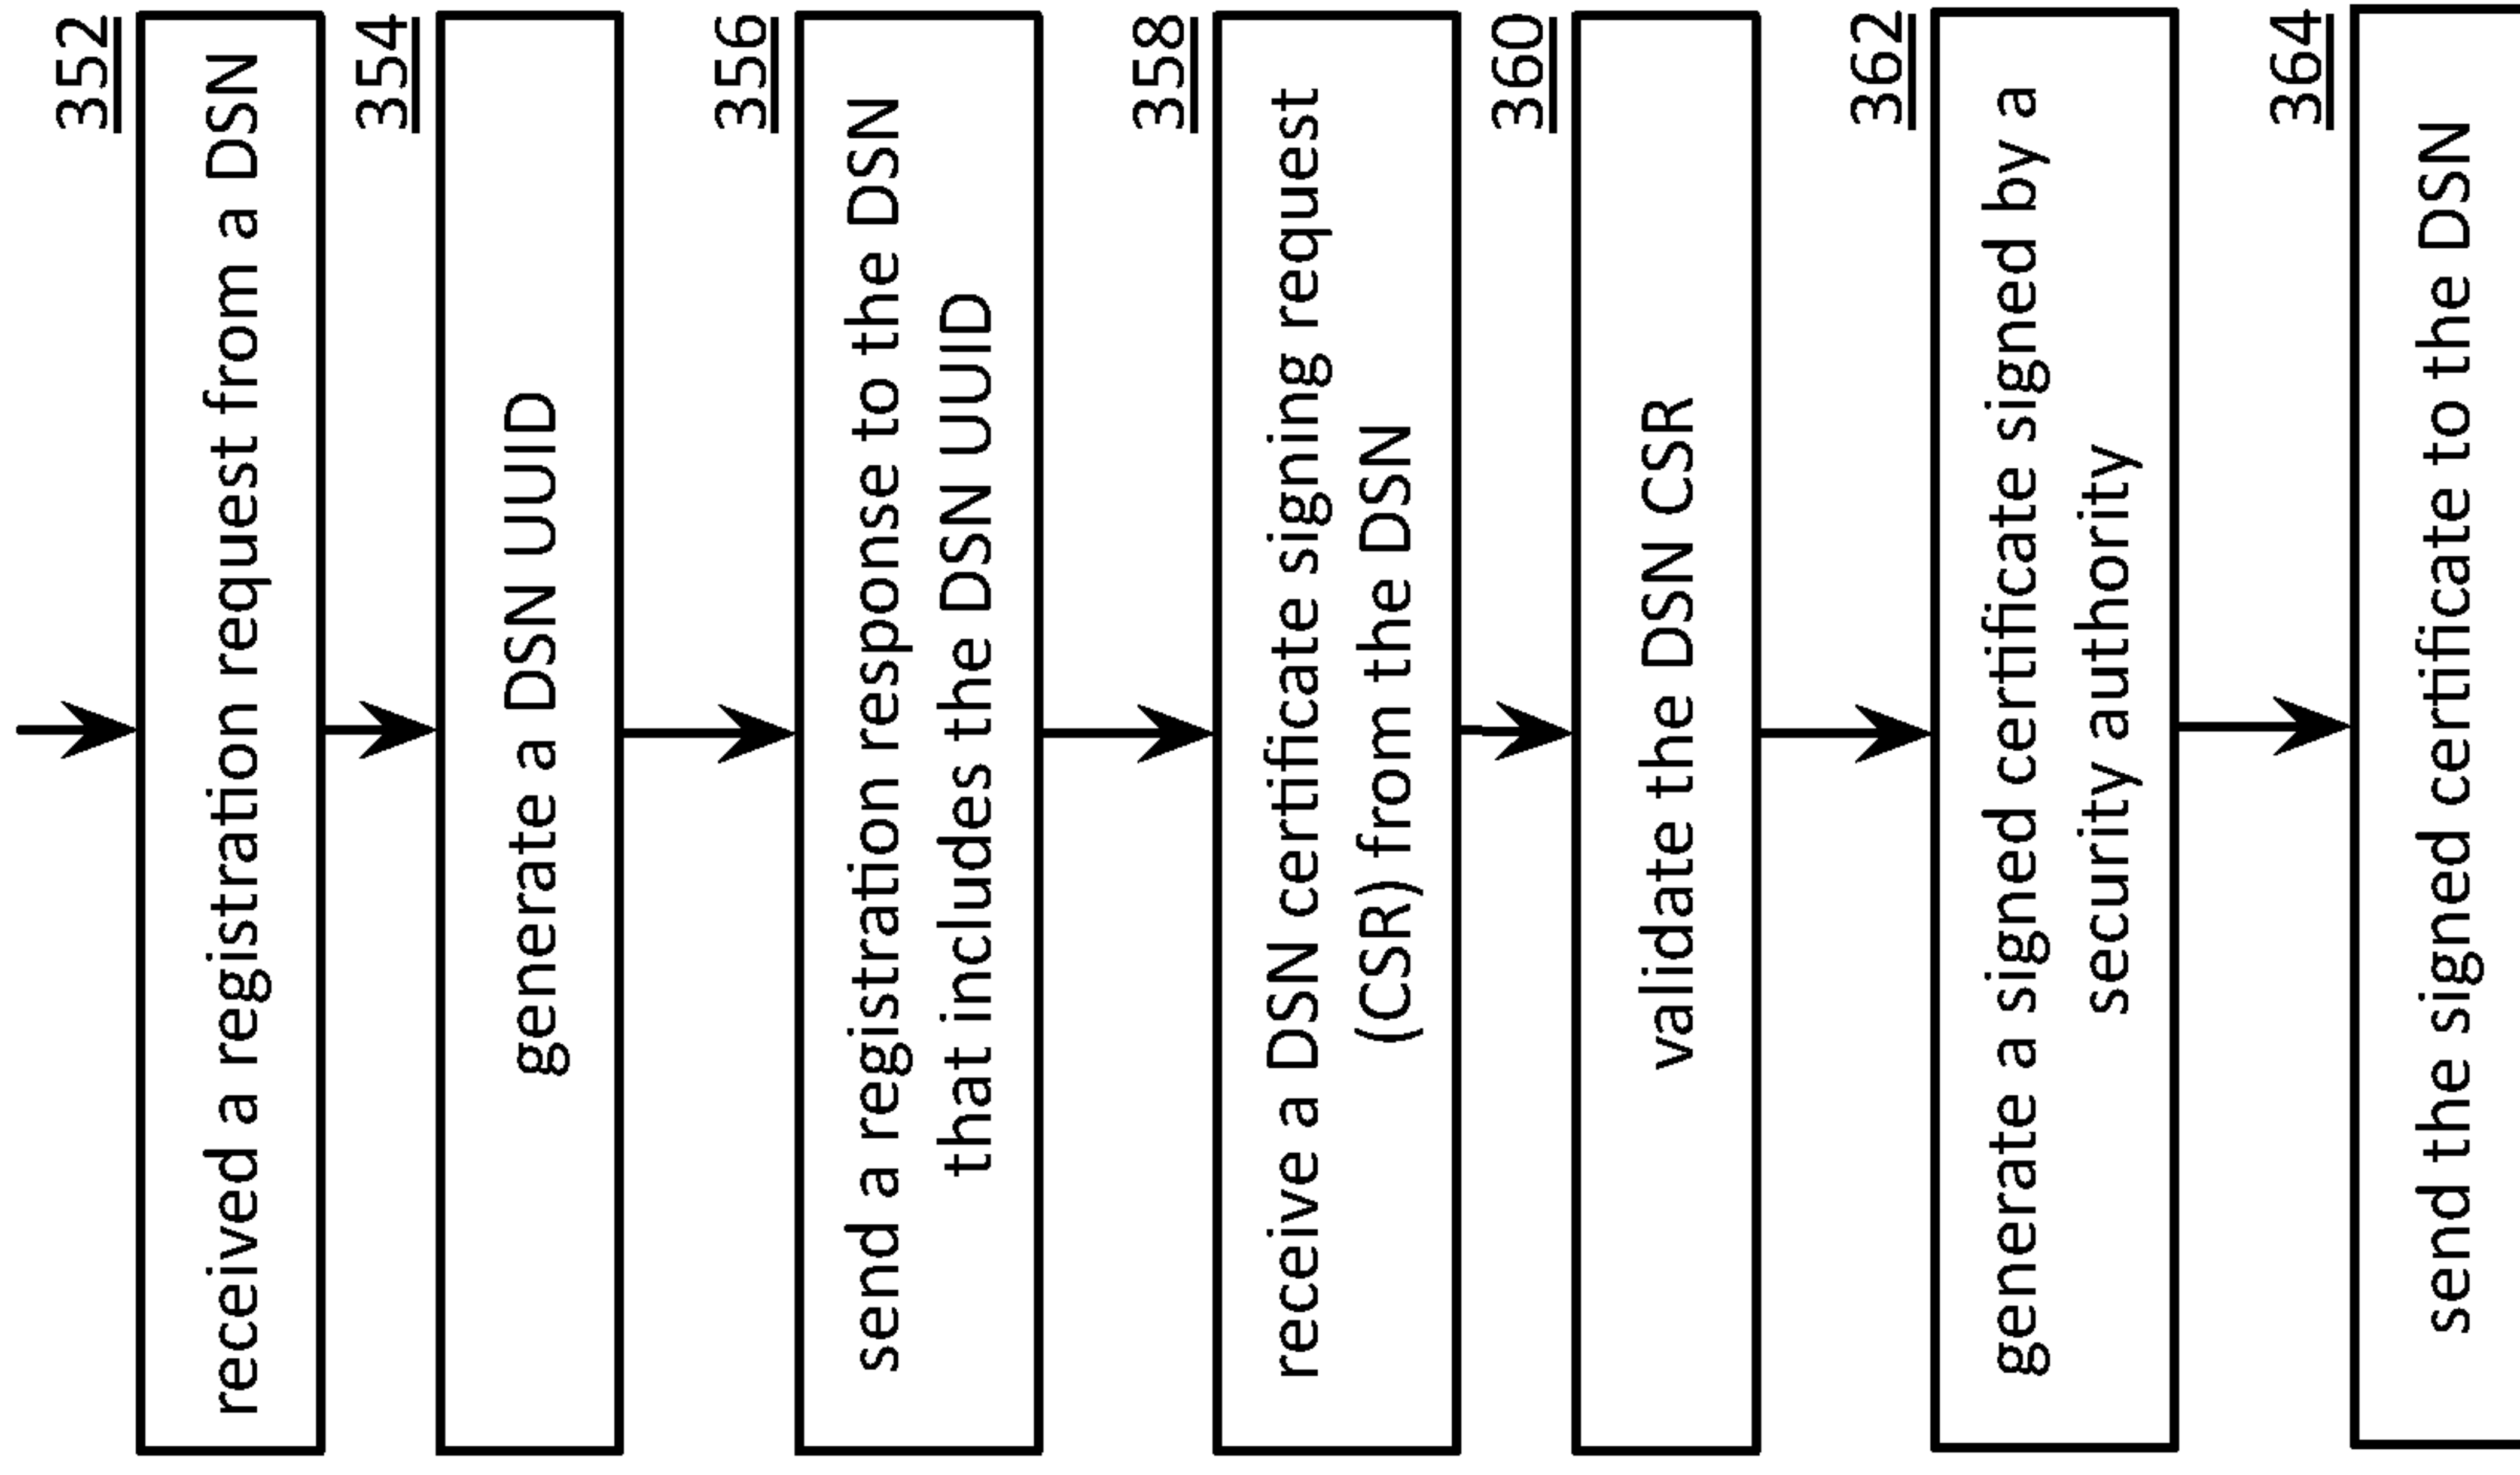 352
received a registration request from a DSN
354
generate a DSN UUID
356
send a registration response to the DSN
that includes the DSN UUID
358
receive a DSN certificate signing request
(CSR) from the DSN
360
validate the DSN CSR
362
generate a signed certificate signed by a
security authority
364
send the signed certificate to the DSN